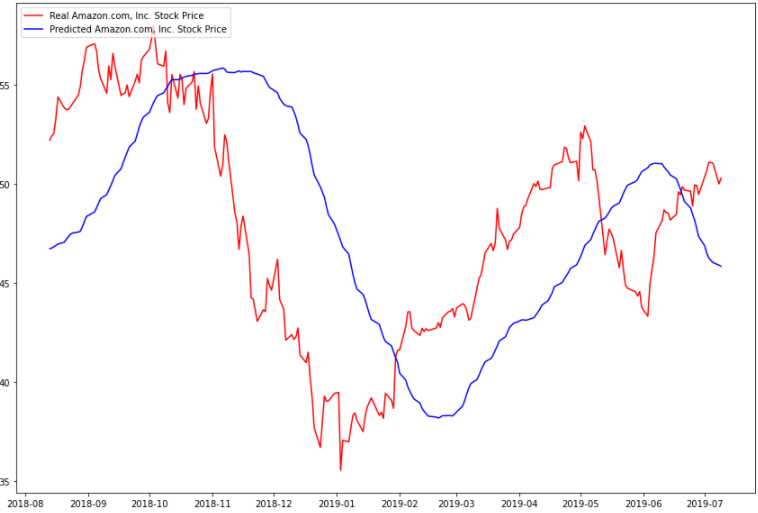 Real Amazon.com, Inc. Stock Price
Predicted Amazon.com, Inc. Stock Price
55
50
45
40
35
2018-08 2018-09 2018-10 2018-11 2018-12 2019-01 2019-02 2019-03 2019-04 2019-05 2019-06 2019-07